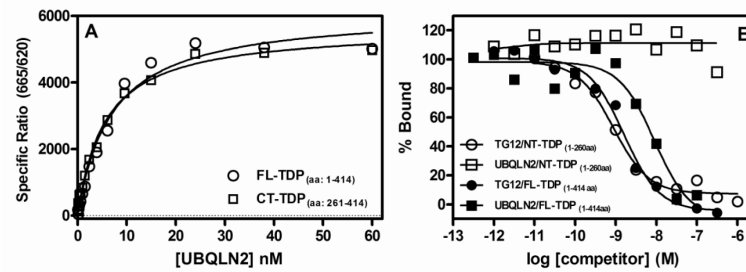 A
Specific Ratio (665/620)
6000
4000
2000
0
0 10 20 30 40 50 60
[UBQLN2] nM
FL-TDP(aa: 1-414)
CT-TDP(aa: 261-414)
% Bound
120
100
80
60
40
20
0
-13 -12 -11 -10 -9 -8 -7 -6
log [competitor] (M)
TG12/NT-TDP (1-260aa)
UBQLN2/NT-TDP (1-260aa)
TG12/FL-TDP (1-414 aa)
UBQLN2/FL-TDP (1-414aa)